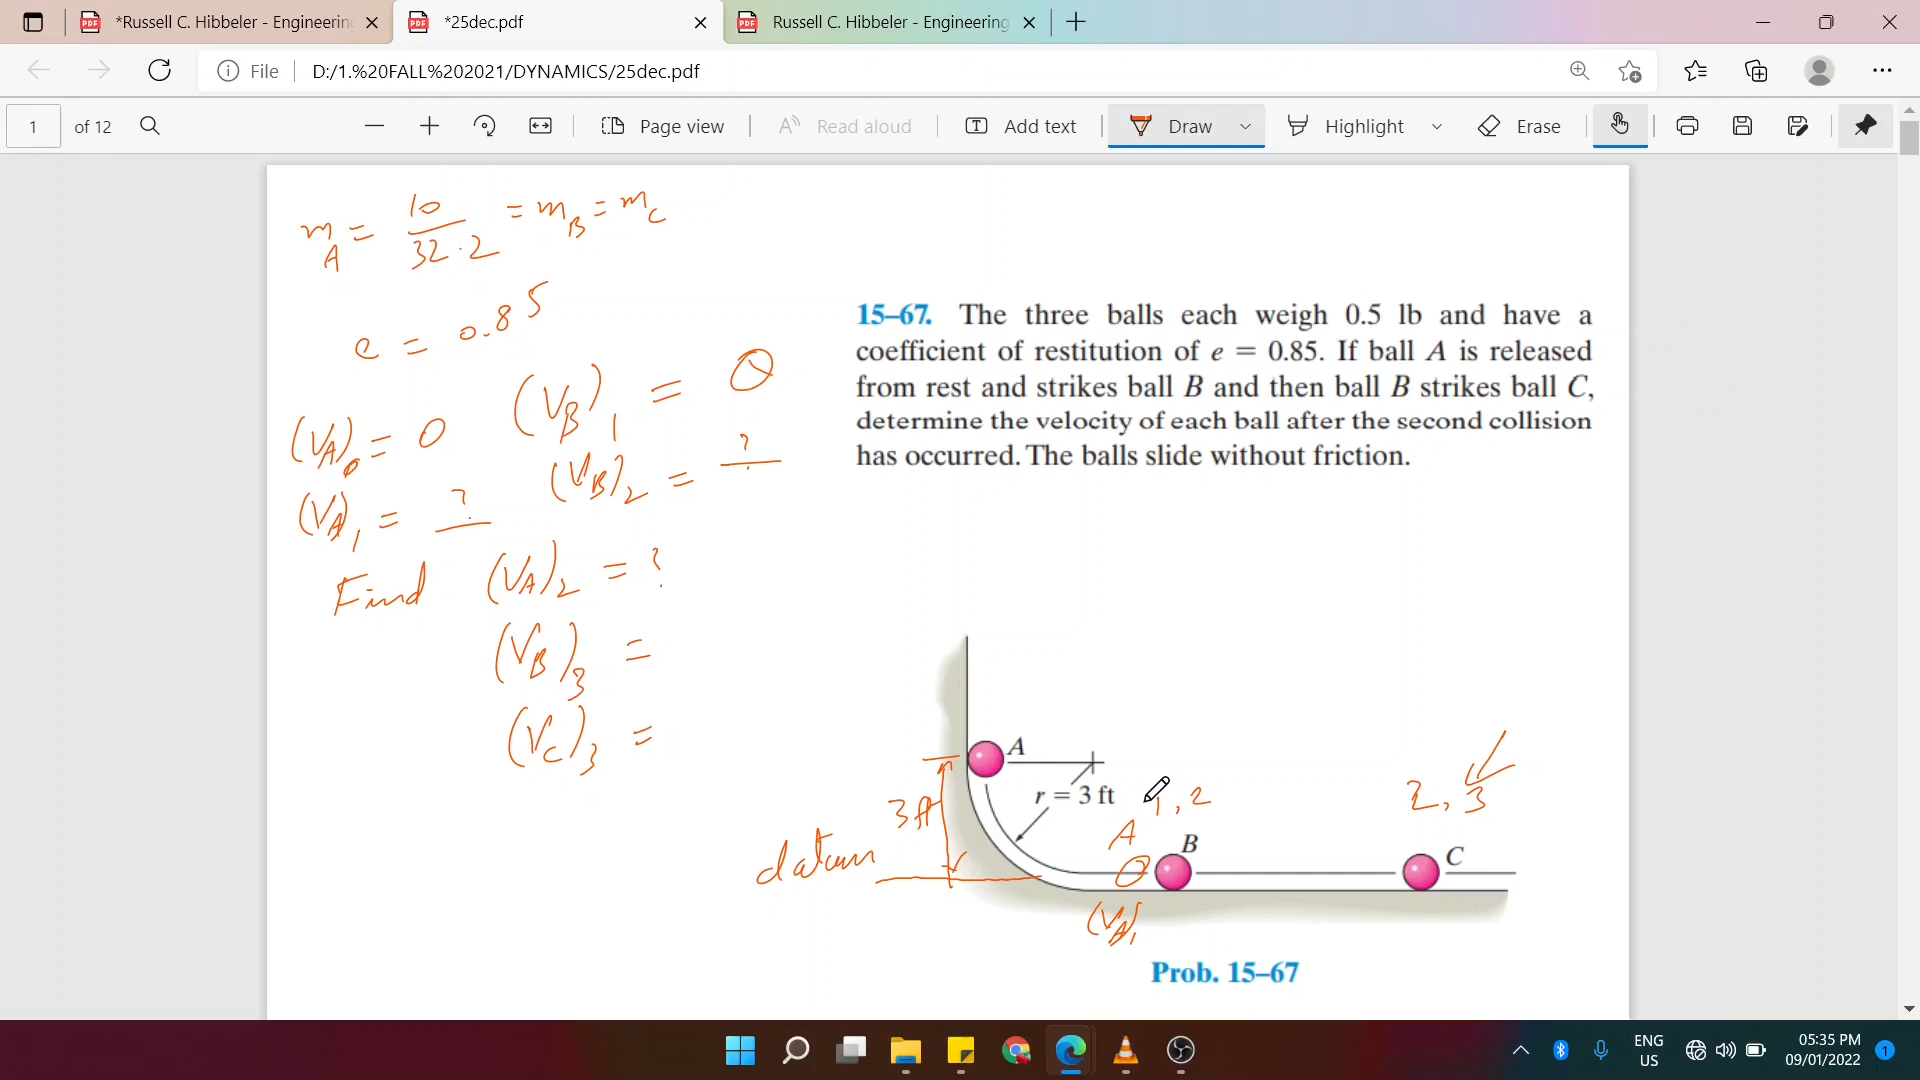 *Russell C. Hibbeler - Engineering
*25dec.pdf
Russell C. Hibbeler - Engineering
File
D:/1.%20FALL%202021/DYNAMICS/25dec.pdf
1 of 12
Page view
Read aloud
Add text
Draw
Highlight
Erase
m_A = 10/32.2 = m_B = m_C
e = 0.85
(V_A)_0 = 0
(V_B)_1 = 0
(V_A)_1 = ?
(V_B)_2 = ?
Find (V_A)_2 = ?
(V_B)_3 =
(V_C)_3 =
15–67. The three balls each weigh 0.5 lb and have a
coefficient of restitution of e = 0.85. If ball A is released
from rest and strikes ball B and then ball B strikes ball C,
determine the velocity of each ball after the second collision
has occurred. The balls slide without friction.
A
r = 3 ft
1, 2
2, 3
3 ft
A
B
C
datum
(V_A)_1
Prob. 15–67
ENG
US
05:35 PM
09/01/2022
1